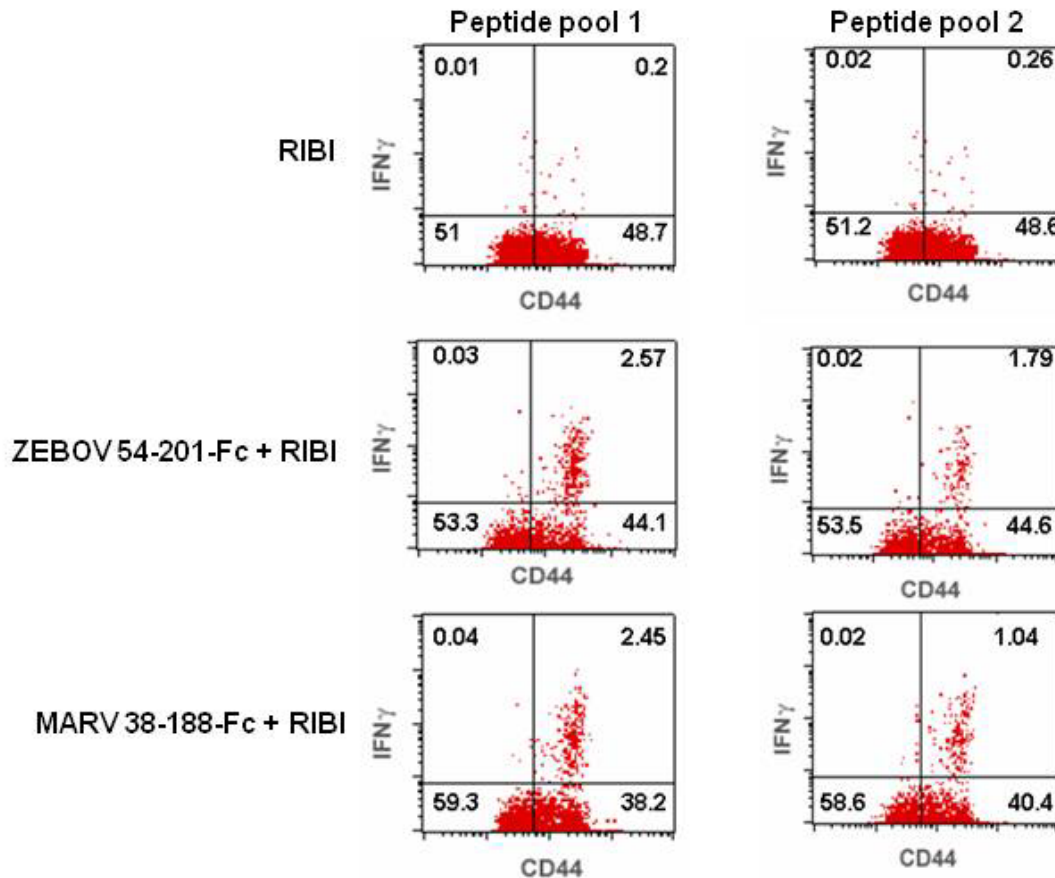 Peptide pool 1 Peptide pool 2
0.01 0.2 0.02 0.26
RIBI
IFNγ IFNγ
51 48.7 51.2 48.6
CD44 CD44
0.03 2.57 0.02 1.79
ZEBOV 54-201-Fc + RIBI
IFNγ IFNγ
53.3 44.1 53.5 44.6
CD44 CD44
0.04 2.45 0.02 1.04
MARV 38-188-Fc + RIBI
IFNγ IFNγ
59.3 38.2 58.6 40.4
CD44 CD44